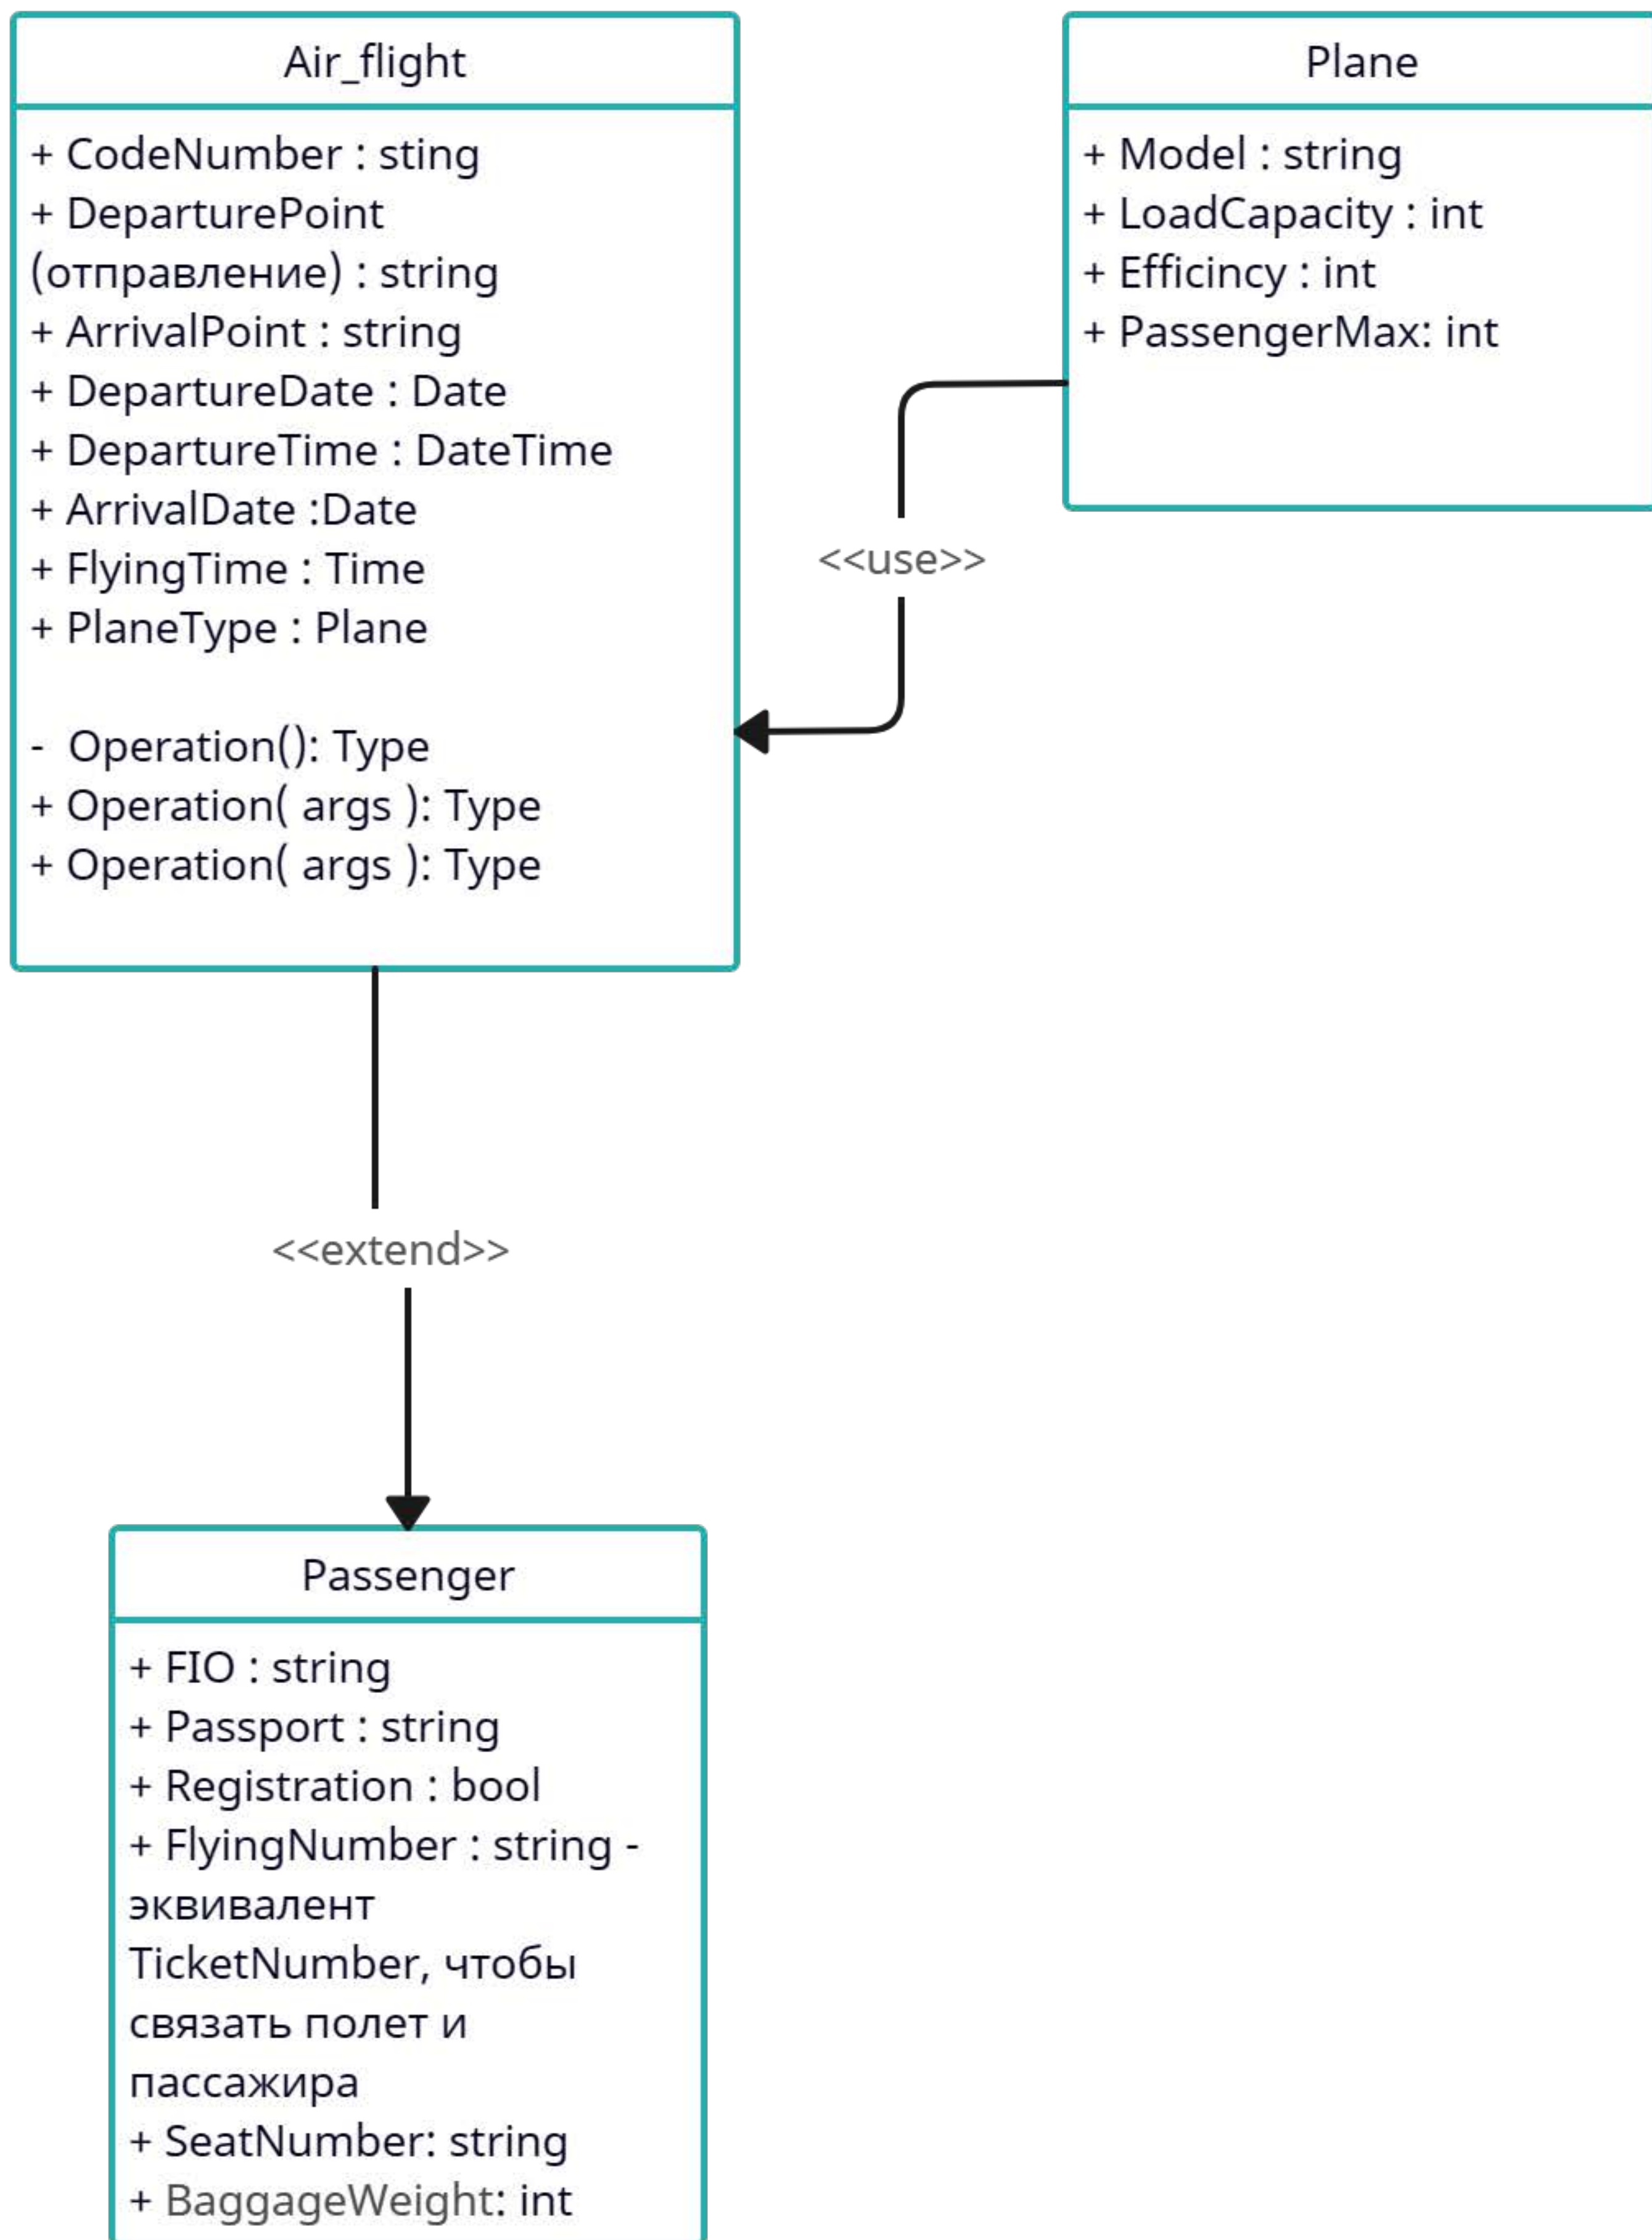 Air_flight
+ CodeNumber : sting
+ DeparturePoint
(отправление) : string
+ ArrivalPoint : string
+ DepartureDate : Date
+ DepartureTime : DateTime
+ ArrivalDate :Date
+ FlyingTime : Time
+ PlaneType : Plane
- Operation(): Type
+ Operation( args ): Type
+ Operation( args ): Type
Plane
+ Model : string
+ LoadCapacity : int
+ Efficincy : int
+ PassengerMax: int
<<use>>
<<extend>>
Passenger
+ FIO : string
+ Passport : string
+ Registration : bool
+ FlyingNumber : string -
эквивалент
TicketNumber, чтобы
связать полет и
пассажира
+ SeatNumber: string
+ BaggageWeight: int